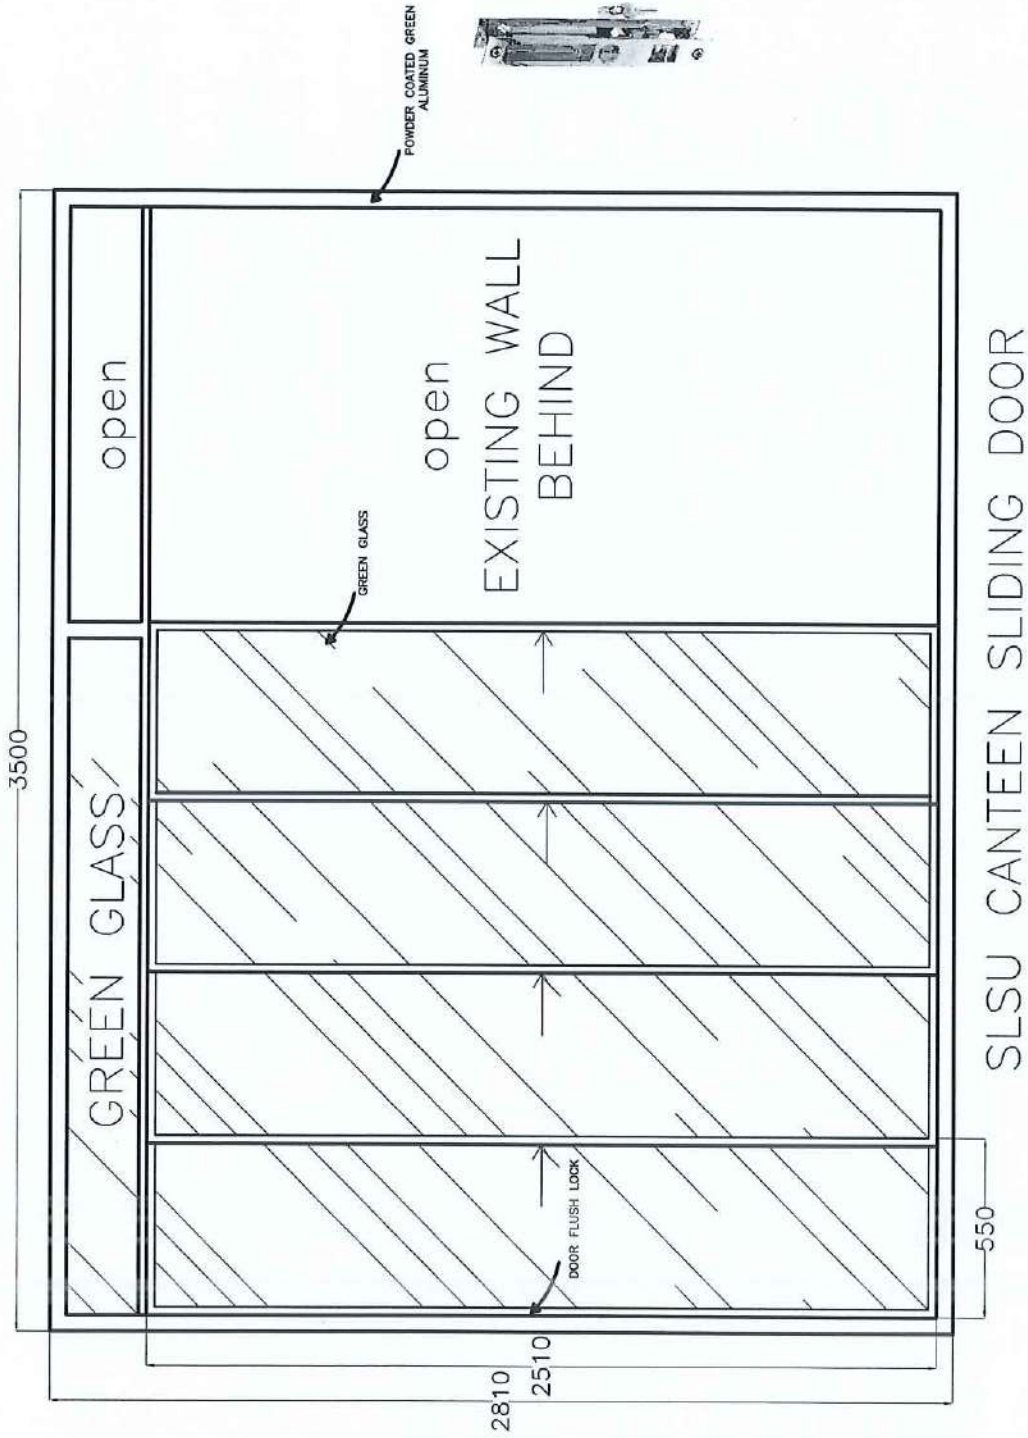 3500
POWDER COATED GREEN
ALUMINUM
GREEN GLASS
open
GREEN GLASS
open
EXISTING WALL
BEHIND
DOOR FLUSH LOCK
2810
2510
550
SLSU CANTEEN SLIDING DOOR